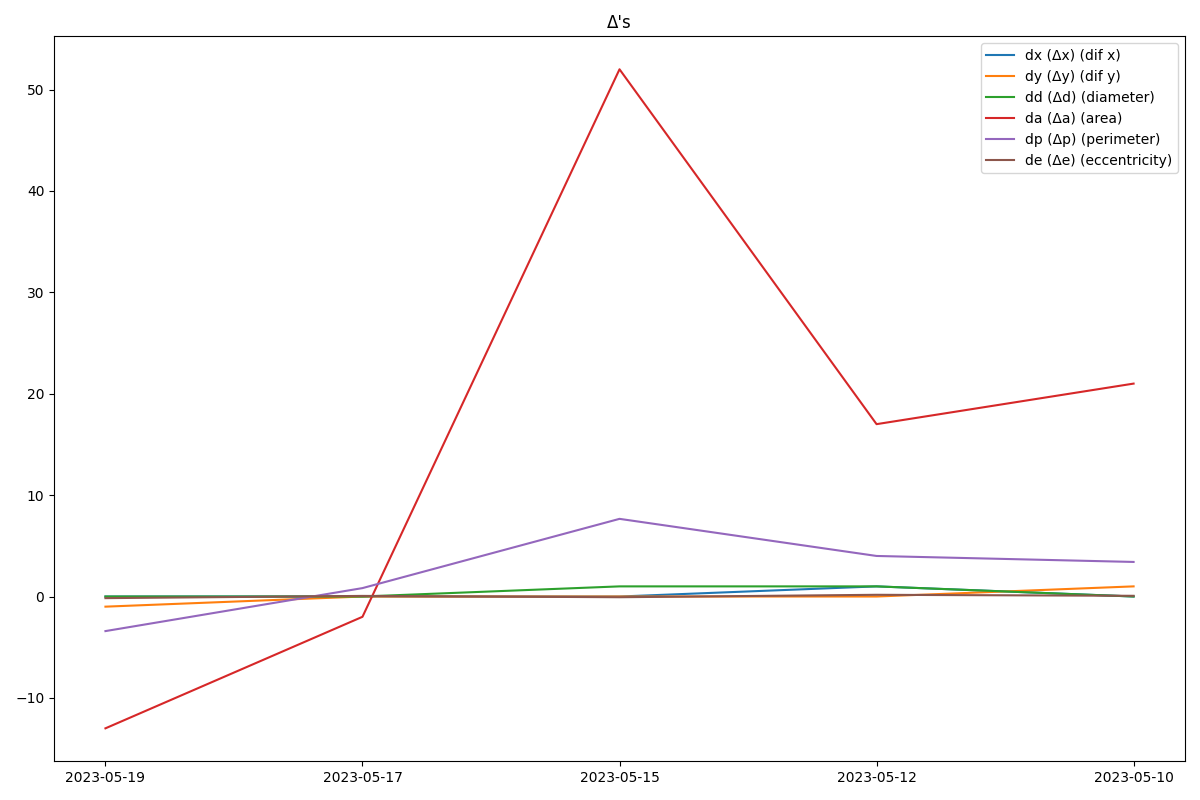 Δ's
dx (Δx) (dif x)
dy (Δy) (dif y)
dd (Δd) (diameter)
da (Δa) (area)
dp (Δp) (perimeter)
de (Δe) (eccentricity)
50
40
30
20
10
0
−10
2023-05-19 2023-05-17 2023-05-15 2023-05-12 2023-05-10